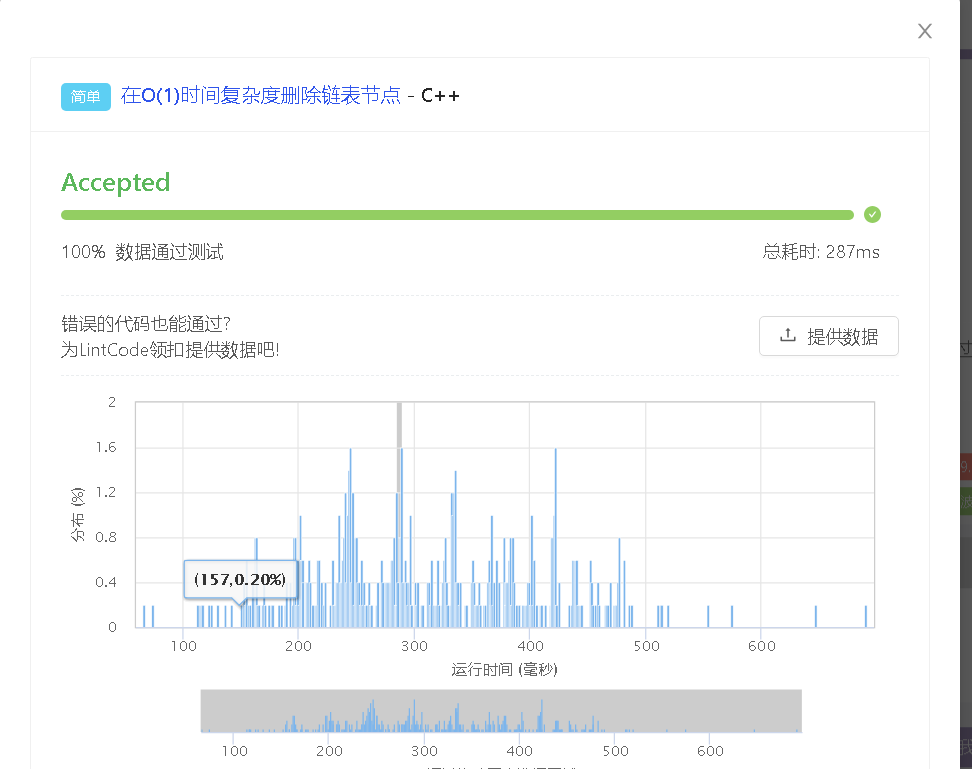 简单 在O(1)时间复杂度删除链表节点 - C++
Accepted
100% 数据通过测试 总耗时: 287ms
错误的代码也能通过?
为LintCode领扣提供数据吧!
提供数据
2
1.6
1.2
0.8
0.4
0
分布 (%)
(157,0.20%)
100 200 300 400 500 600
运行时间 (毫秒)
100 200 300 400 500 600